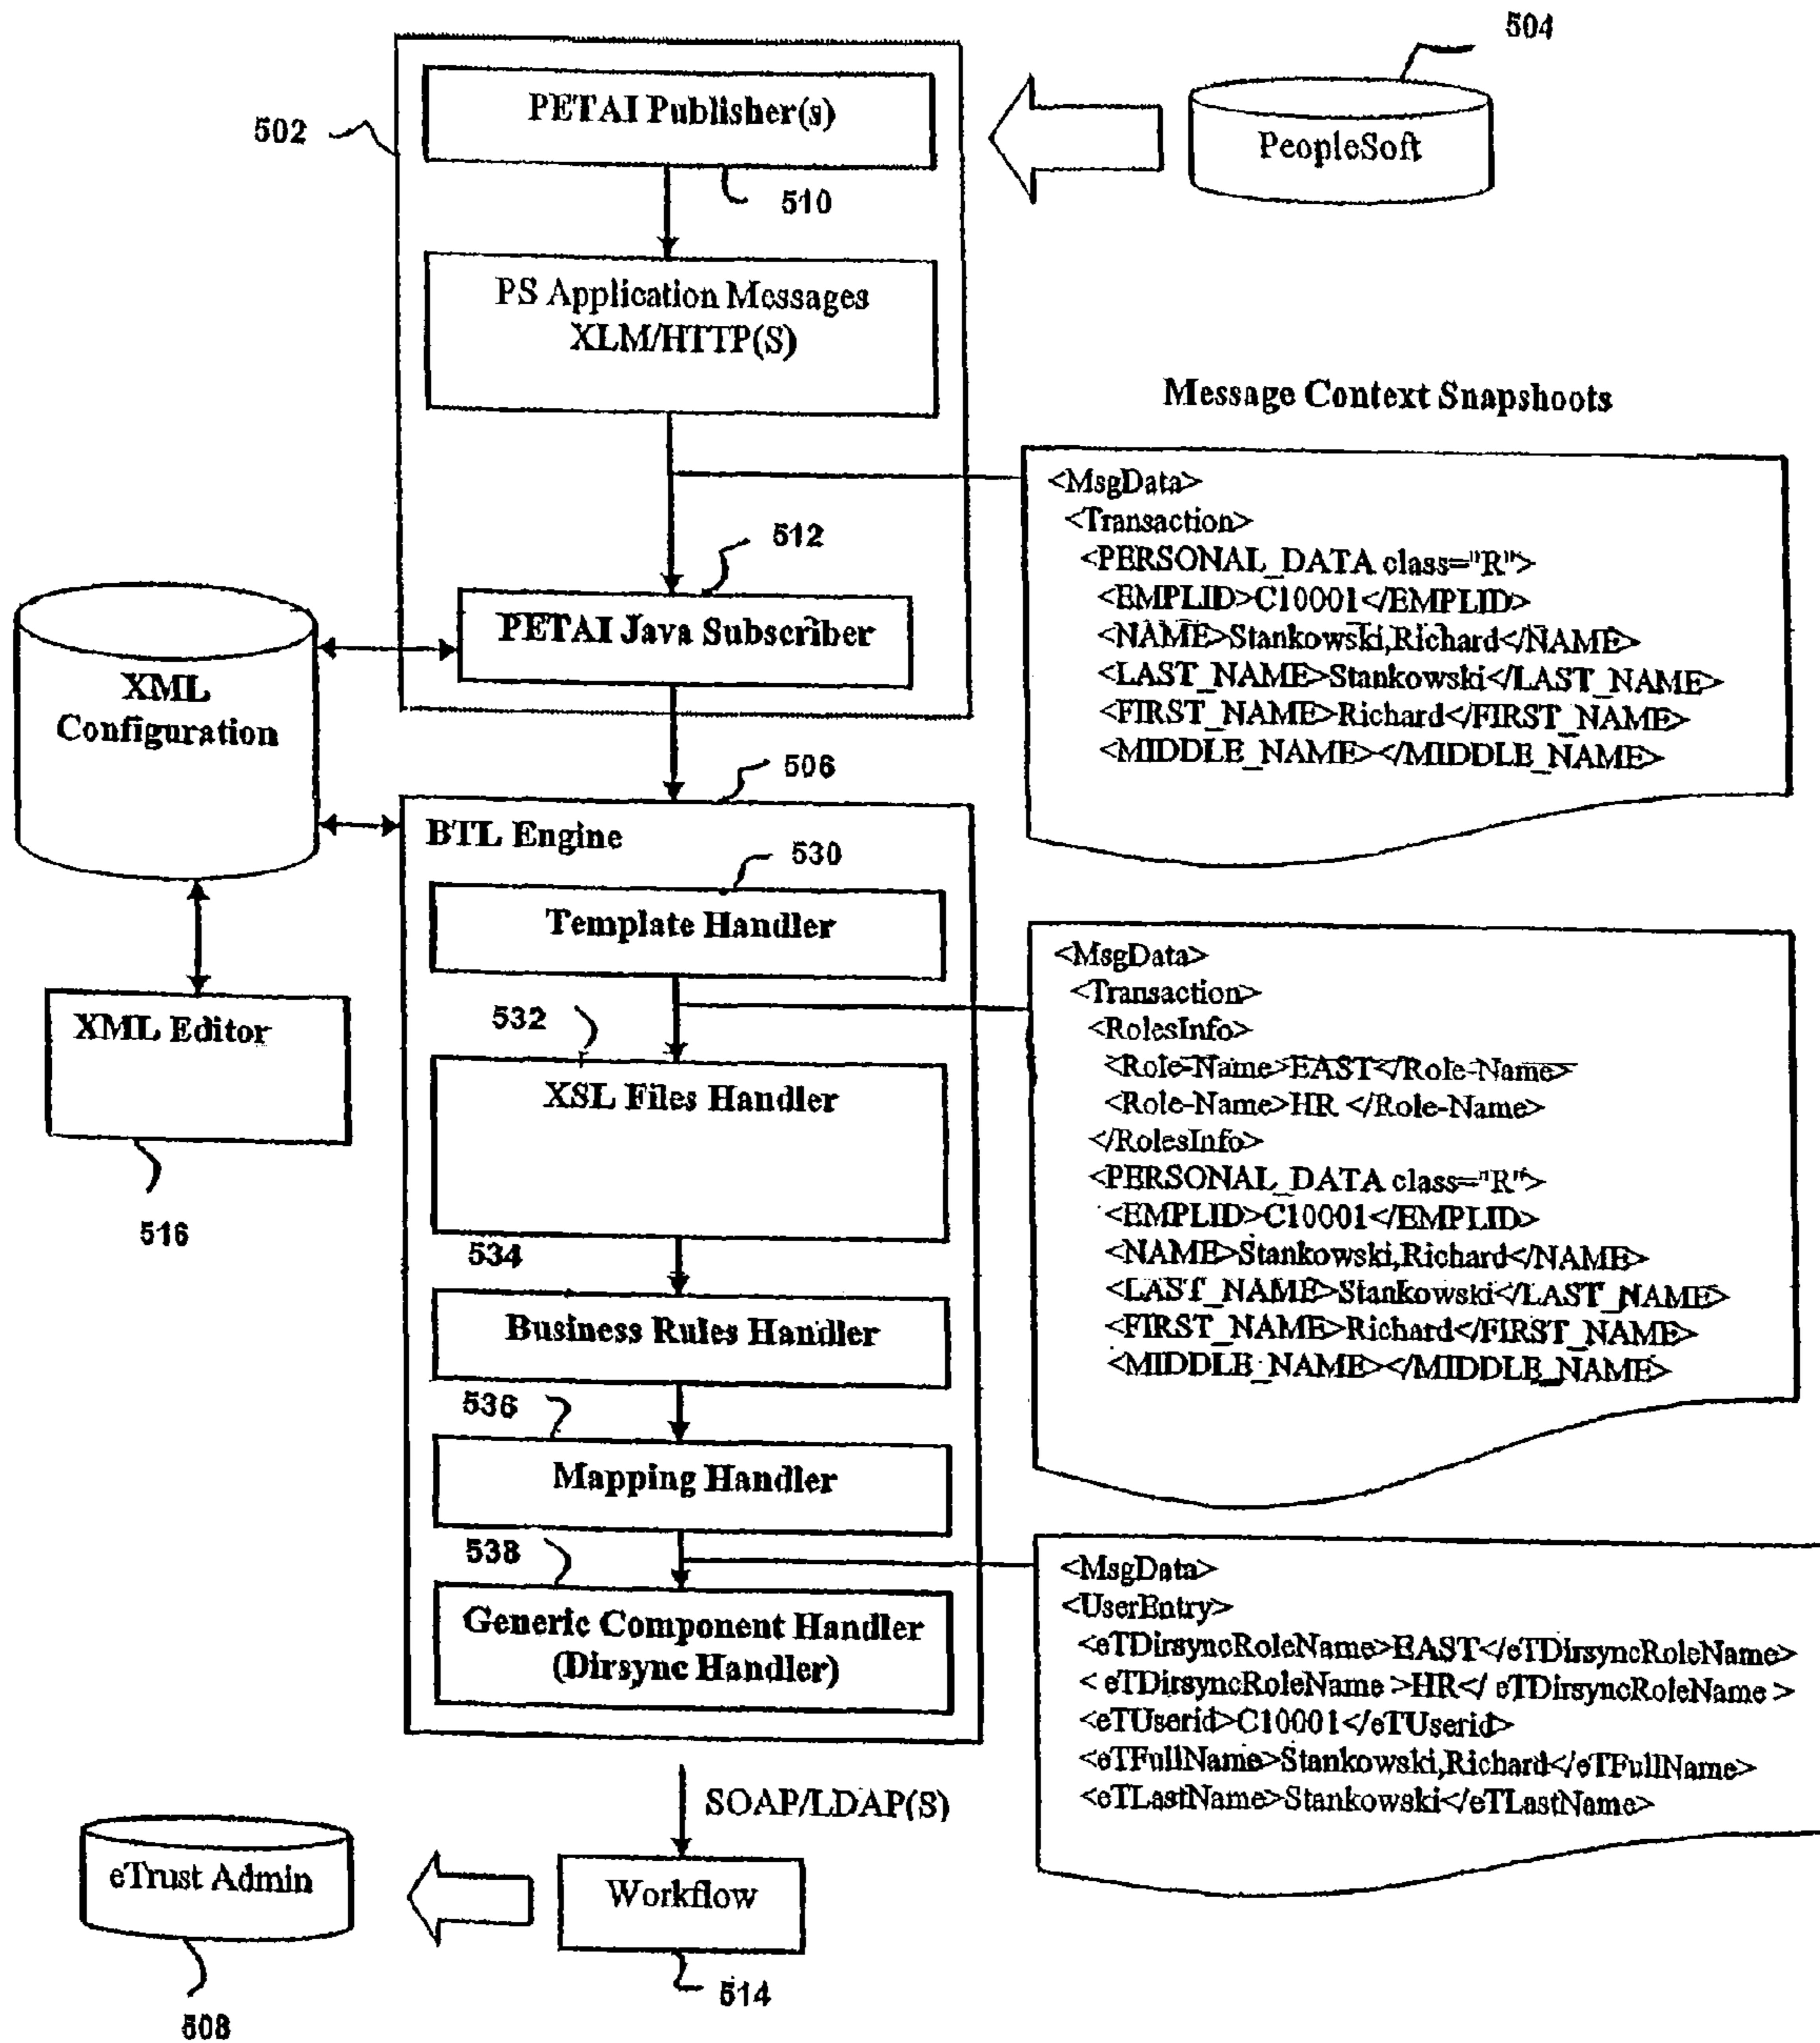 504
PETAI Publisher(s)
502
PeopleSoft
510
PS Application Messages
XLM/HTTP(S)
Message Context Snapshoots
<MsgData>
<Transaction>
<PERSONAL_DATA class="R">
<EMPLID>C10001</EMPLID>
<NAME>Stankowski,Richard</NAME>
<LAST_NAME>Stankowski</LAST_NAME>
<FIRST_NAME>Richard</FIRST_NAME>
<MIDDLE_NAME></MIDDLE_NAME>
512
PETAI Java Subscriber
XML
Configuration
506
BTL Engine
530
Template Handler
<MsgData>
<Transaction>
<RolesInfo>
<Role-Name>EAST</Role-Name>
<Role-Name>HR </Role-Name>
</RolesInfo>
<PERSONAL_DATA class="R">
<EMPLID>C10001</EMPLID>
<NAME>Stankowski,Richard</NAME>
<LAST_NAME>Stankowski</LAST_NAME>
<FIRST_NAME>Richard</FIRST_NAME>
<MIDDLE_NAME></MIDDLE_NAME>
XML Editor
516
532
XSL Files Handler
534
Business Rules Handler
536
Mapping Handler
538
Generic Component Handler
(Dirsync Handler)
<MsgData>
<UserEntry>
<eTDirsyncRoleName>EAST</eTDirsyncRoleName>
< eTDirsyncRoleName >HR</ eTDirsyncRoleName >
<eTUserid>C10001</eTUserid>
<eTFullName>Stankowski,Richard</eTFullName>
<eTLastName>Stankowski</eTLastName>
SOAP/LDAP(S)
eTrust Admin
Workflow
514
508